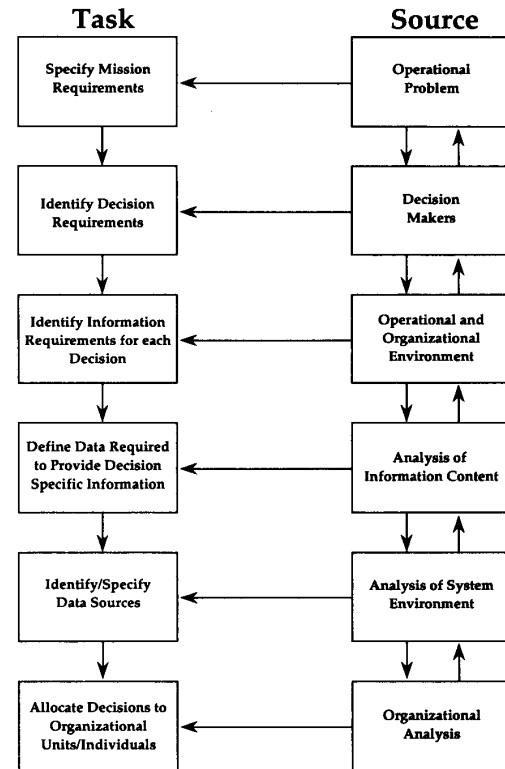 Task
Source
Specify Mission
Requirements
Operational
Problem
Identify Decision
Requirements
Decision
Makers
Identify Information
Requirements for each
Decision
Operational and
Organizational
Environment
Define Data Required
to Provide Decision
Specific Information
Analysis of
Information Content
Identify/Specify
Data Sources
Analysis of System
Environment
Allocate Decisions to
Organizational
Units/Individuals
Organizational
Analysis